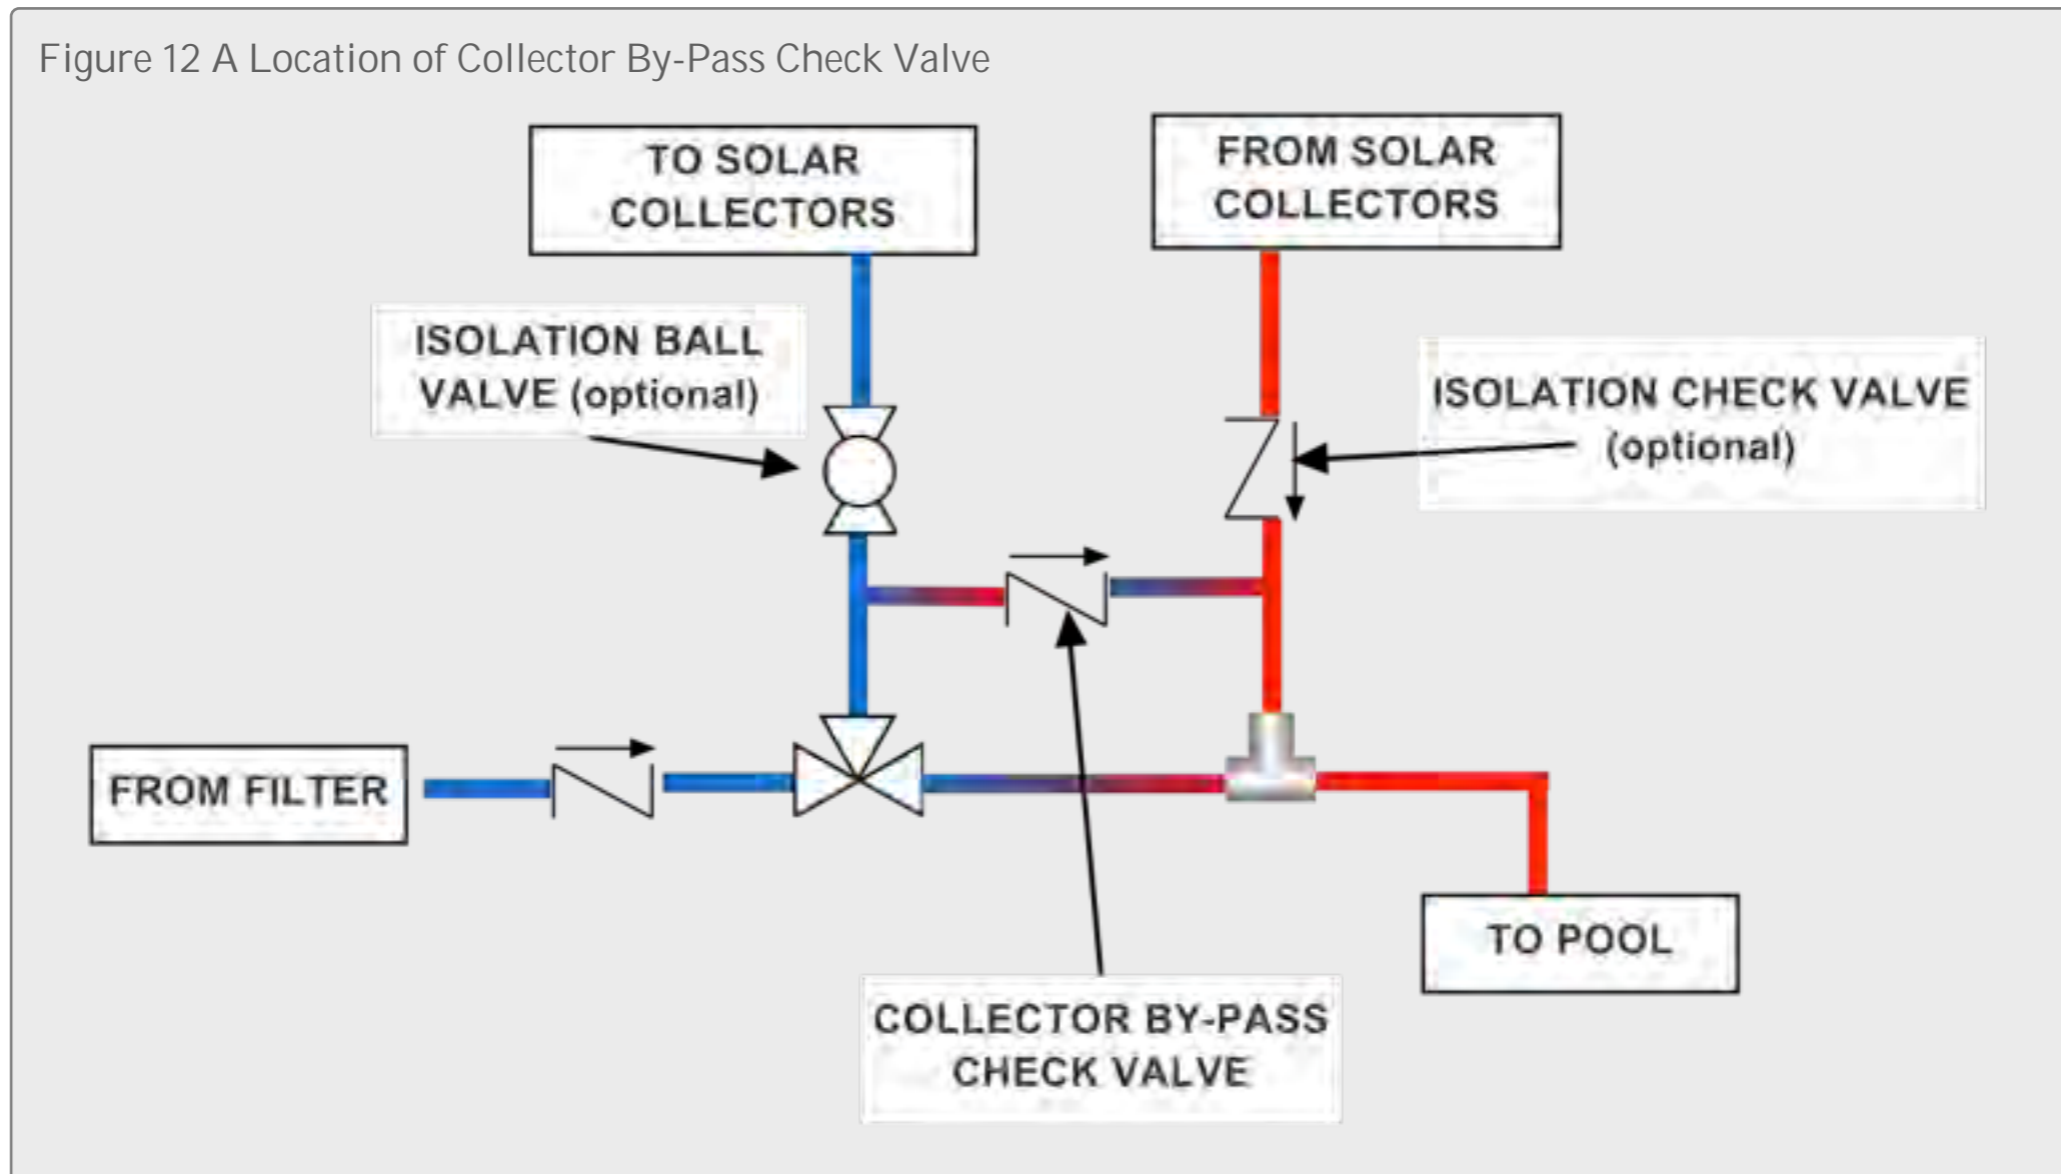 Figure 12 A Location of Collector By-Pass Check Valve
TO SOLAR
COLLECTORS
FROM SOLAR
COLLECTORS
ISOLATION BALL
VALVE (optional)
ISOLATION CHECK VALVE
(optional)
FROM FILTER
TO POOL
COLLECTOR BY-PASS
CHECK VALVE